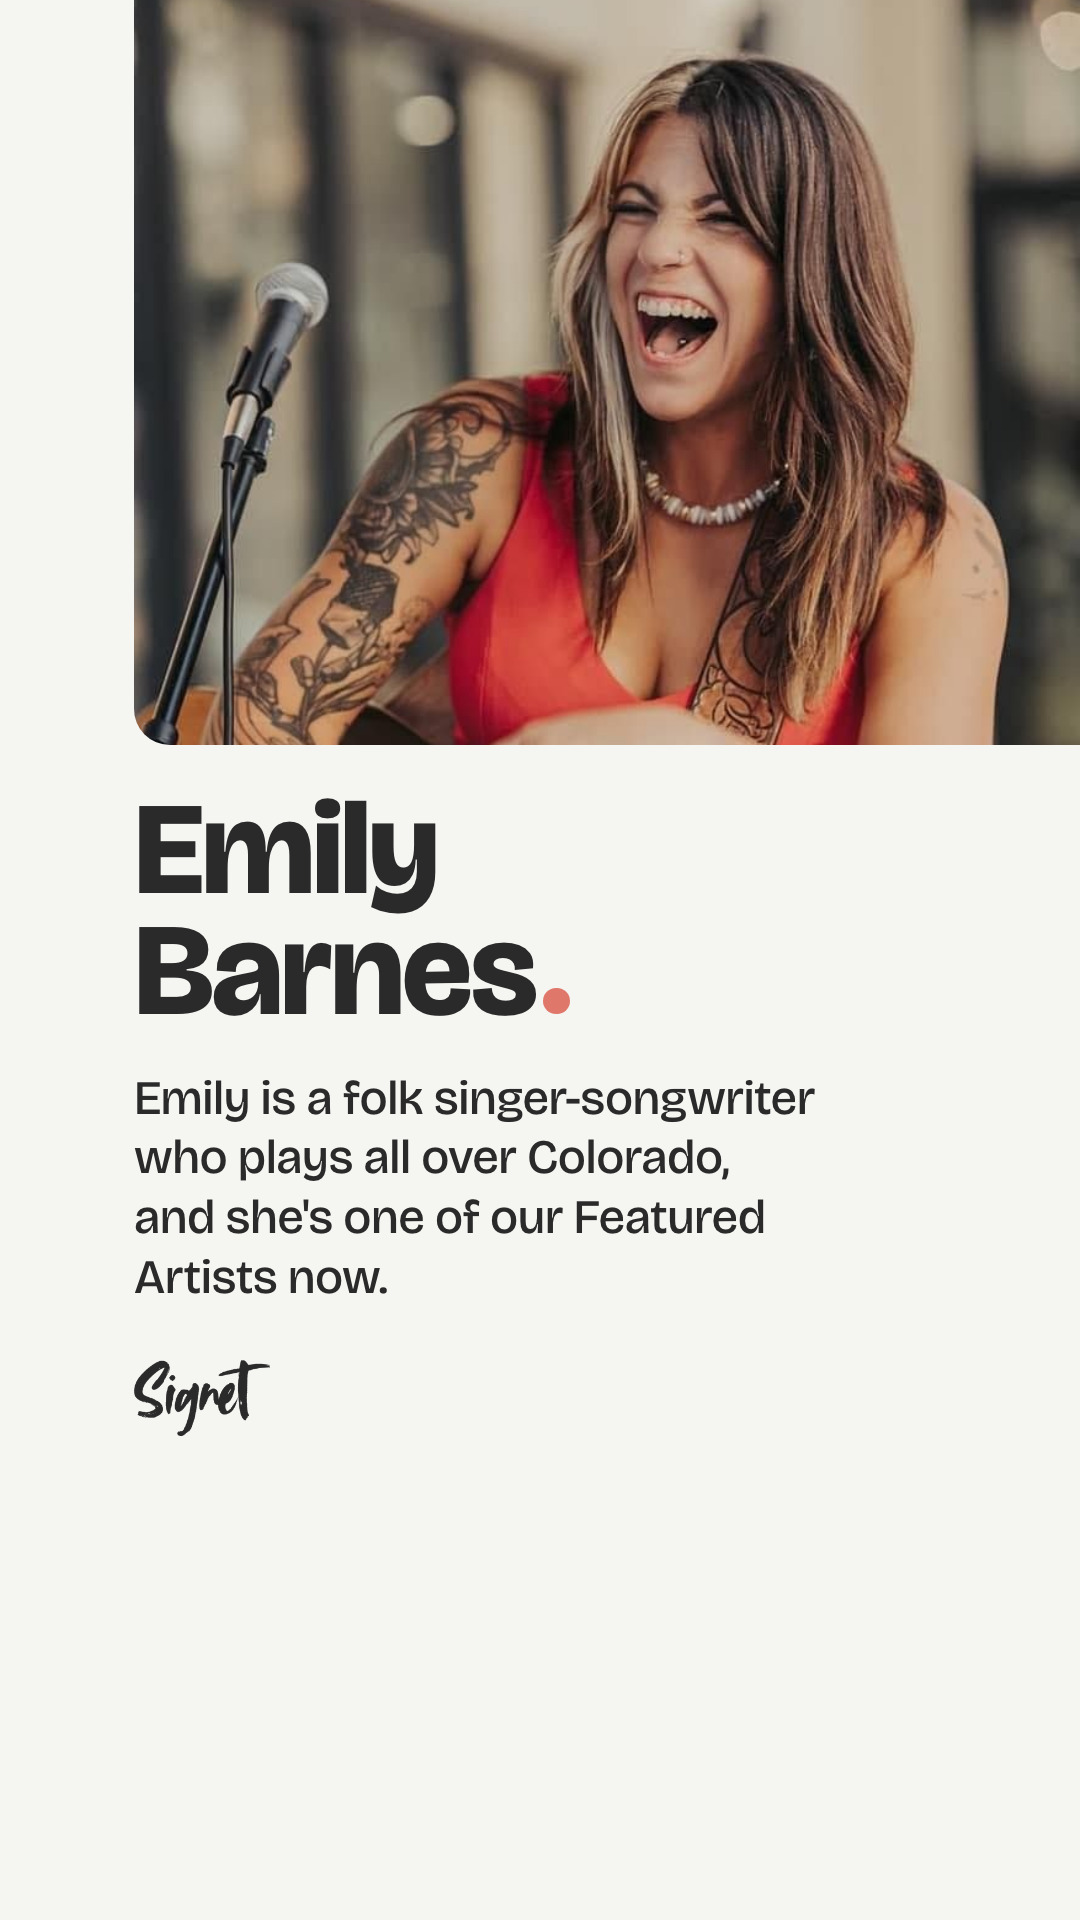 Emily
Barnes.
Emily is a folk singer-songwriter
who plays all over Colorado,
and she's one of our Featured
Artists now.
Signet